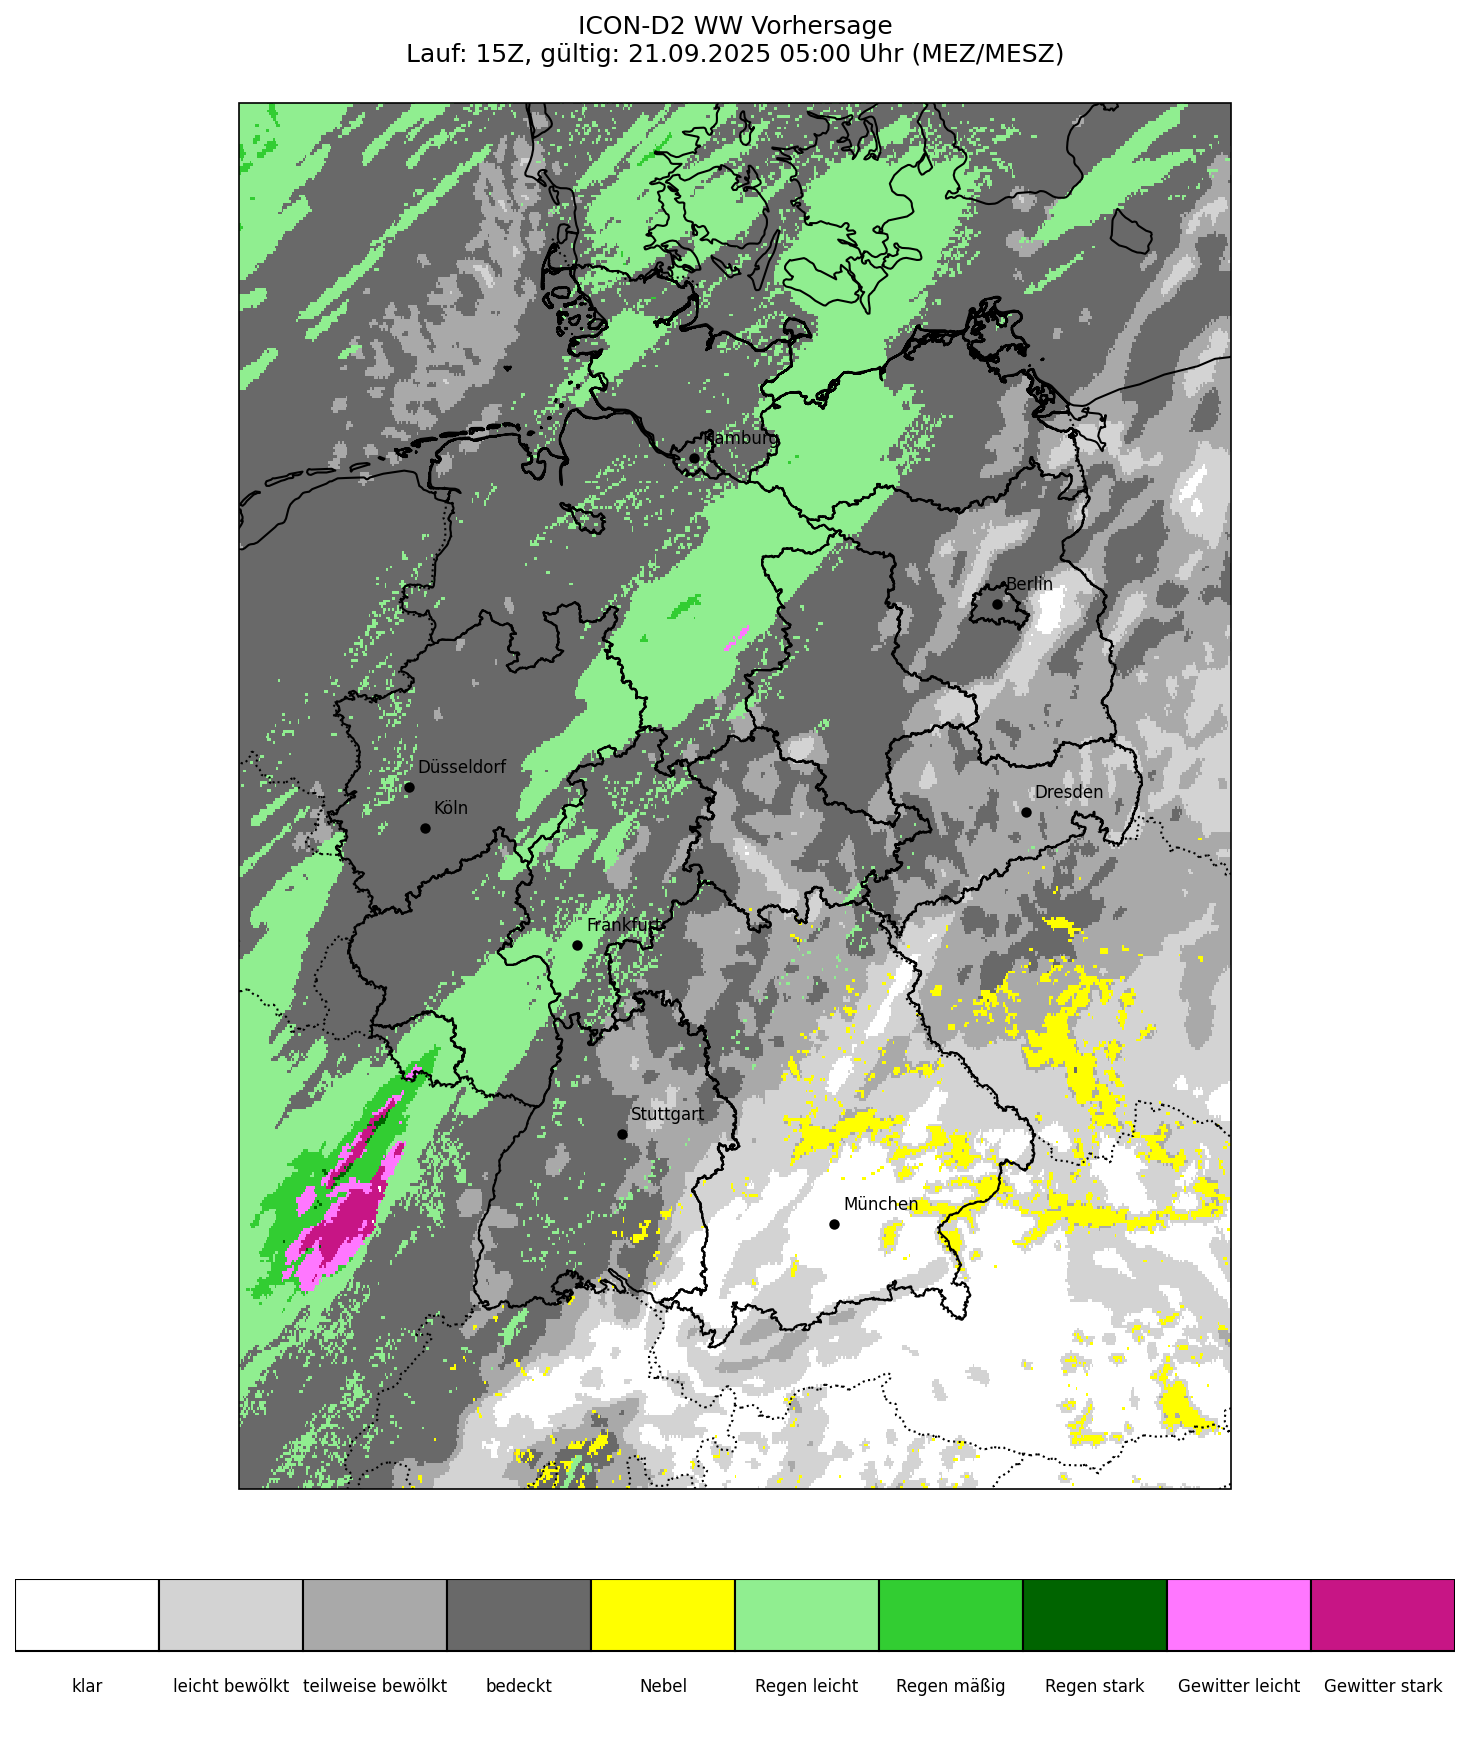 ICON-D2 WW Vorhersage
Lauf: 15Z, gültig: 21.09.2025 05:00 Uhr (MEZ/MESZ)
Hamburg
Berlin
Düsseldorf
Köln
Dresden
Frankfurt
Stuttgart
München
klar
leicht bewölkt
teilweise bewölkt
bedeckt
Nebel
Regen leicht
Regen mäßig
Regen stark
Gewitter leicht
Gewitter stark